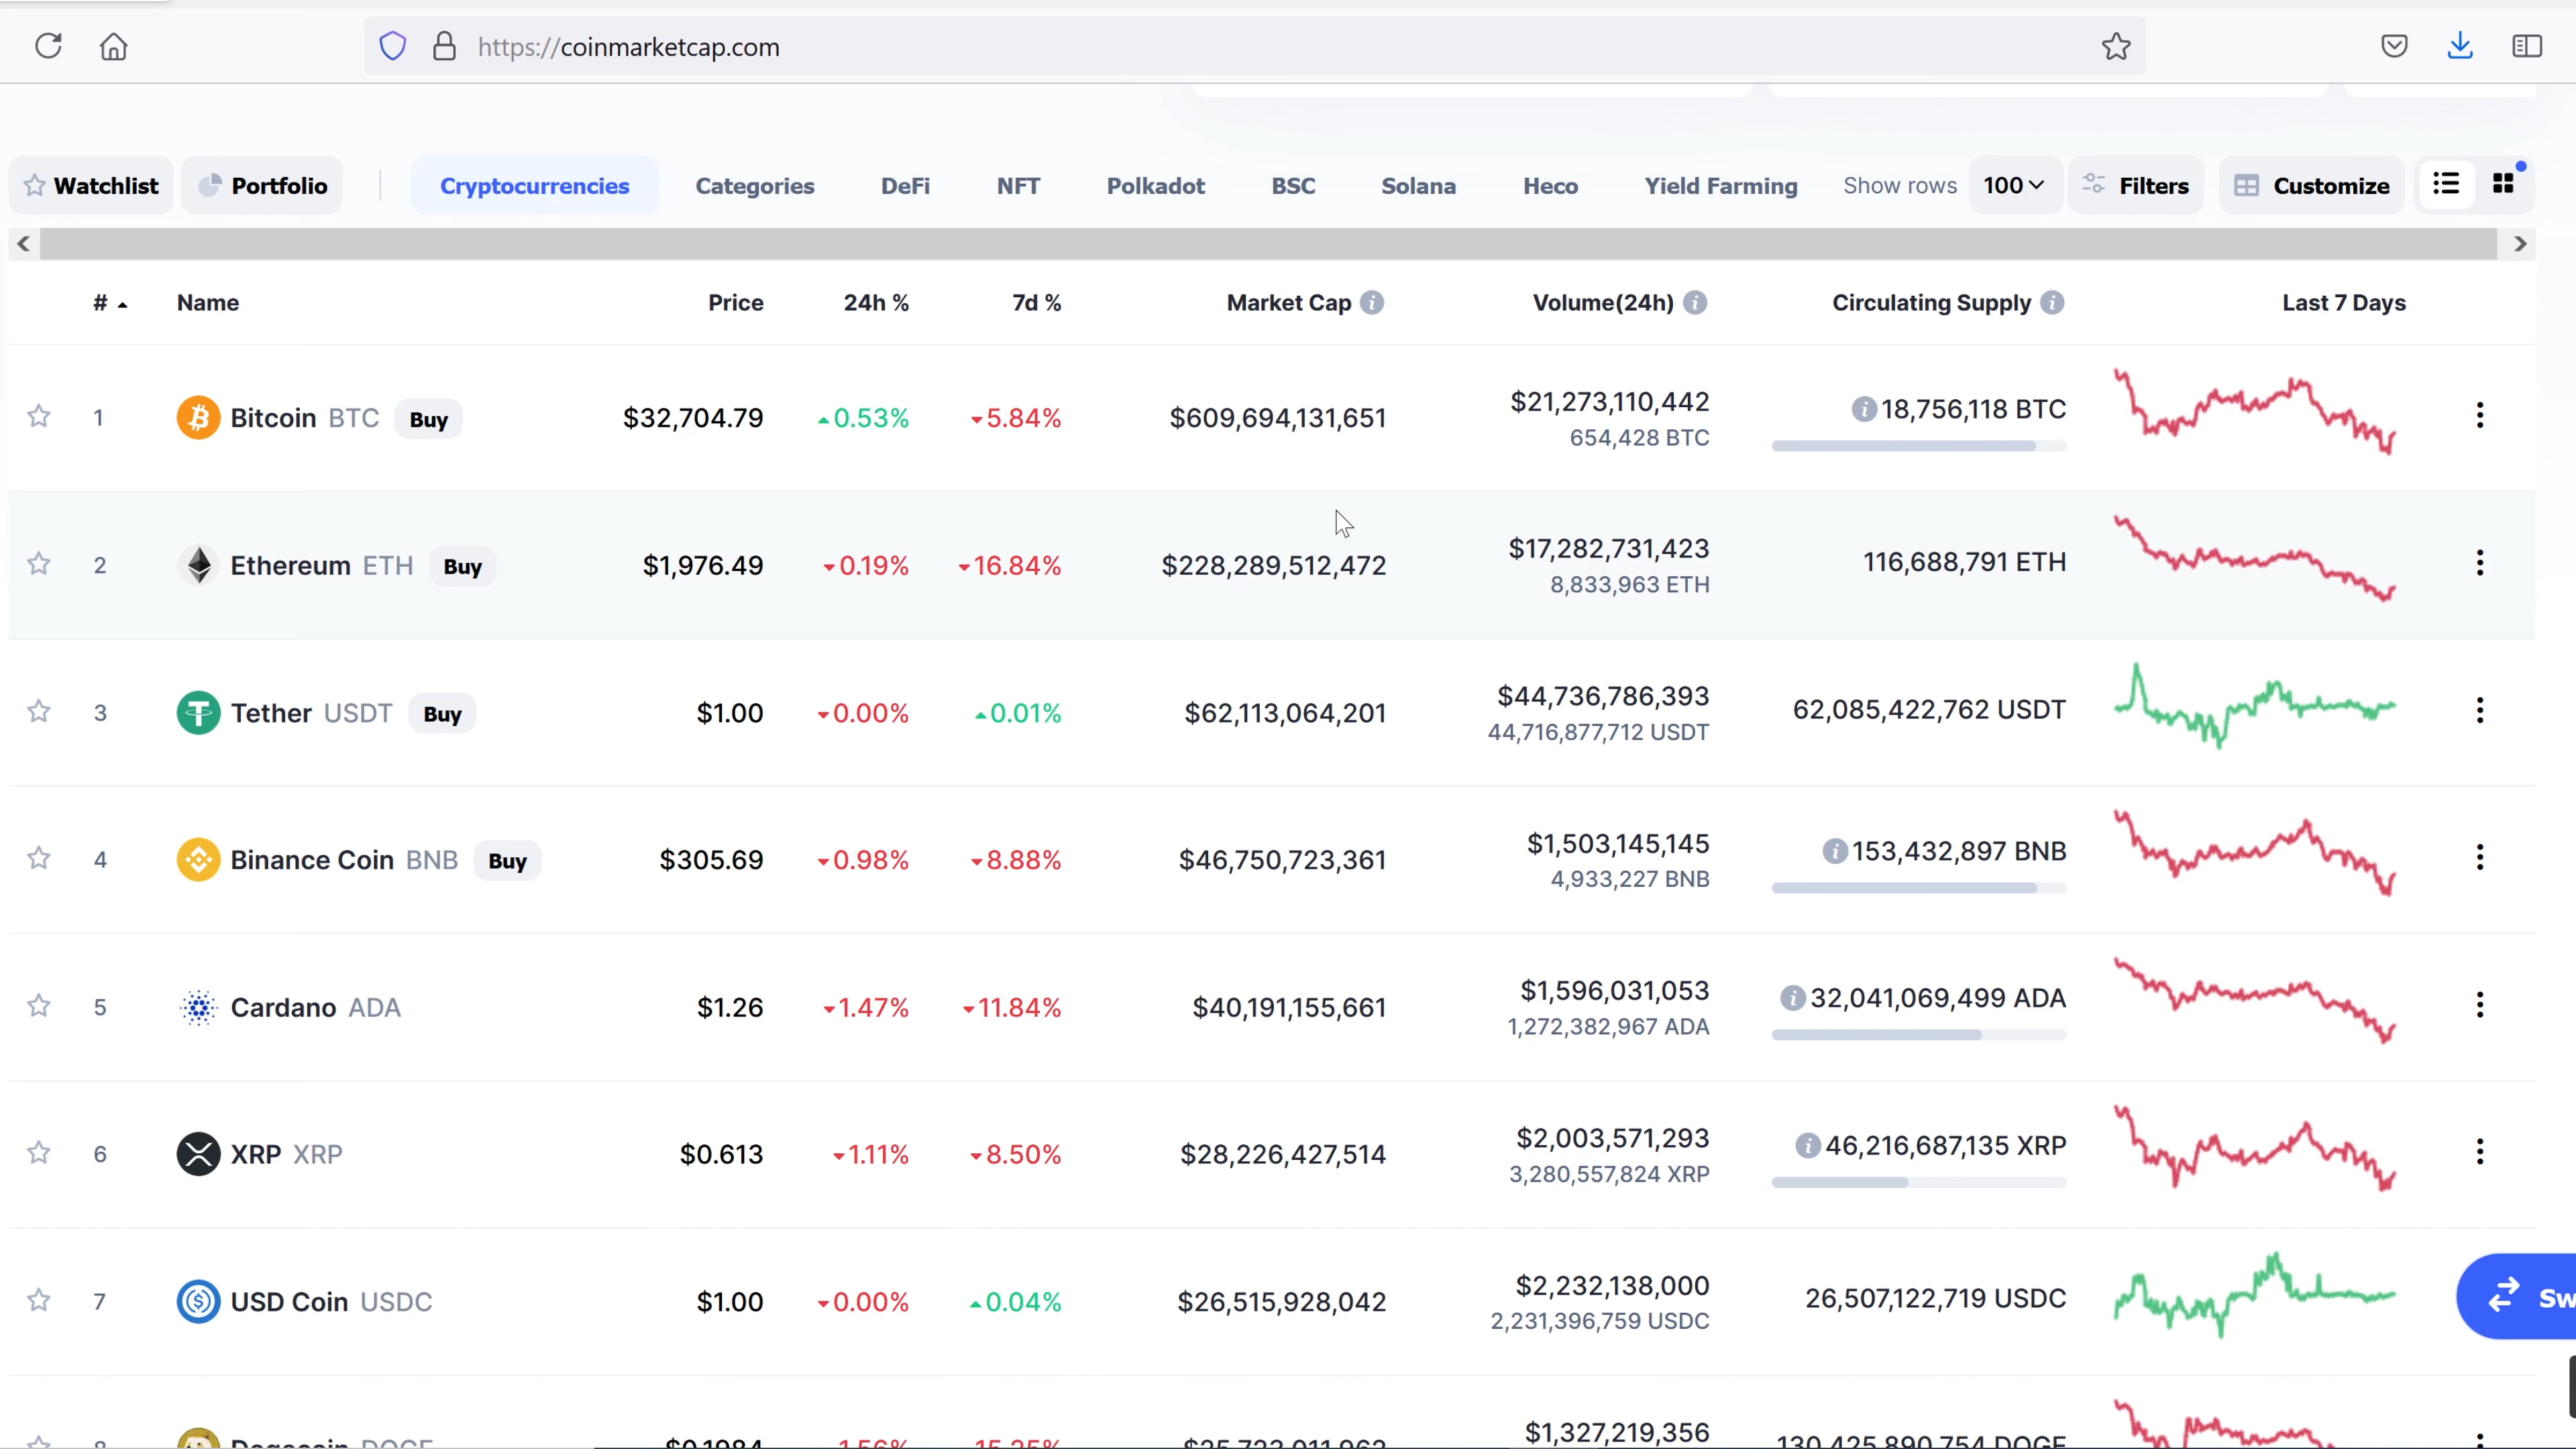 https://coinmarketcap.com
Watchlist Portfolio Cryptocurrencies Categories DeFi NFT Polkadot BSC Solana Heco Yield Farming Show rows 100 Filters Customize
# Name Price 24h % 7d % Market Cap Volume(24h) Circulating Supply Last 7 Days
1 Bitcoin BTC Buy $32,704.79 0.53% 5.84% $609,694,131,651 $21,273,110,442 18,756,118 BTC
654,428 BTC
2 Ethereum ETH Buy $1,976.49 0.19% 16.84% $228,289,512,472 $17,282,731,423 116,688,791 ETH
8,833,963 ETH
3 Tether USDT Buy $1.00 0.00% 0.01% $62,113,064,201 $44,736,786,393 62,085,422,762 USDT
44,716,877,712 USDT
4 Binance Coin BNB Buy $305.69 0.98% 8.88% $46,750,723,361 $1,503,145,145 153,432,897 BNB
4,933,227 BNB
5 Cardano ADA $1.26 1.47% 11.84% $40,191,155,661 $1,596,031,053 32,041,069,499 ADA
1,272,382,967 ADA
6 XRP XRP $0.613 1.11% 8.50% $28,226,427,514 $2,003,571,293 46,216,687,135 XRP
3,280,557,824 XRP
7 USD Coin USDC $1.00 0.00% 0.04% $26,515,928,042 $2,232,138,000 26,507,122,719 USDC
2,231,396,759 USDC
Sw
Dogecoin DOGE $1,327,219,356 130,425,890,754 DOGE